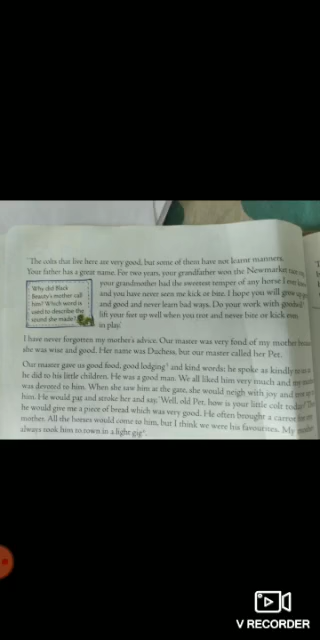 'The colts that live here are very good, but some of them have not learnt manners.
Your father has a great name. For two years, your grandfather won the Newmarket
your grandmother had the sweetest temper of any horse I
and you have never seen me kick or bite. I hope you will grow up
and good and never learn bad ways. Do your work with goodwill
lift your feet up well when you trot and never bite or kick even
in play.'
Why did Black
Beauty's mother call
him? Which word is
used to describe the
sound she made?
I have never forgotten my mother's advice. Our master was very fond of my mother because
she was wise and good. Her name was Duchess, but our master called her Pet.
Our master gave us good food, good lodging and kind words; he spoke as kindly to us as
he did to his little children. He was a good man. We all liked him very much and my mother
was devoted to him. When she saw him at the gate, she would neigh with joy and trot up to
him. He would pat and stroke her and say, 'Well, old Pet, how is your little colt today?' Then
he would give me a piece of bread which was very good. He often brought a carrot for my
mother. All the horses would come to him, but I think we were his favourites. My mother
always took him to town in a light gig
V RECORDER